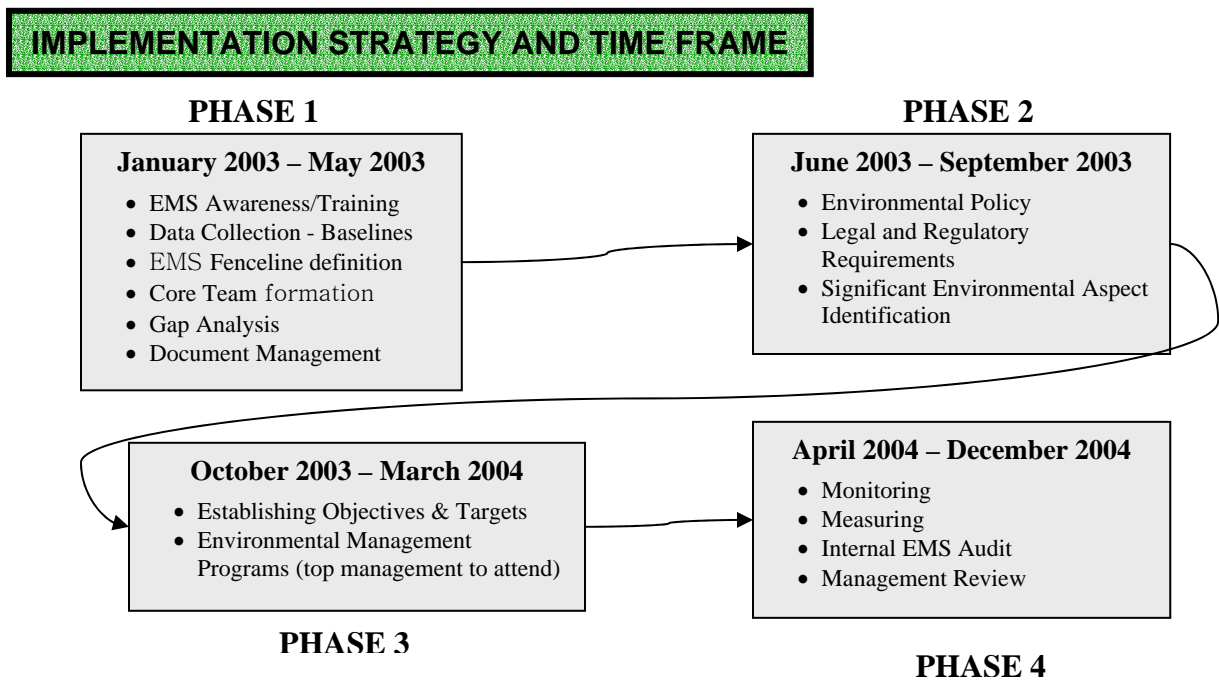 IMPLEMENTATION STRATEGY AND TIME FRAME
PHASE 1
January 2003 – May 2003
• EMS Awareness/Training
• Data Collection - Baselines
• EMS Fenceline definition
• Core Team formation
• Gap Analysis
• Document Management
PHASE 2
June 2003 – September 2003
• Environmental Policy
• Legal and Regulatory
Requirements
• Significant Environmental Aspect
Identification
October 2003 – March 2004
• Establishing Objectives & Targets
• Environmental Management
Programs (top management to attend)
PHASE 3
April 2004 – December 2004
• Monitoring
• Measuring
• Internal EMS Audit
• Management Review
PHASE 4